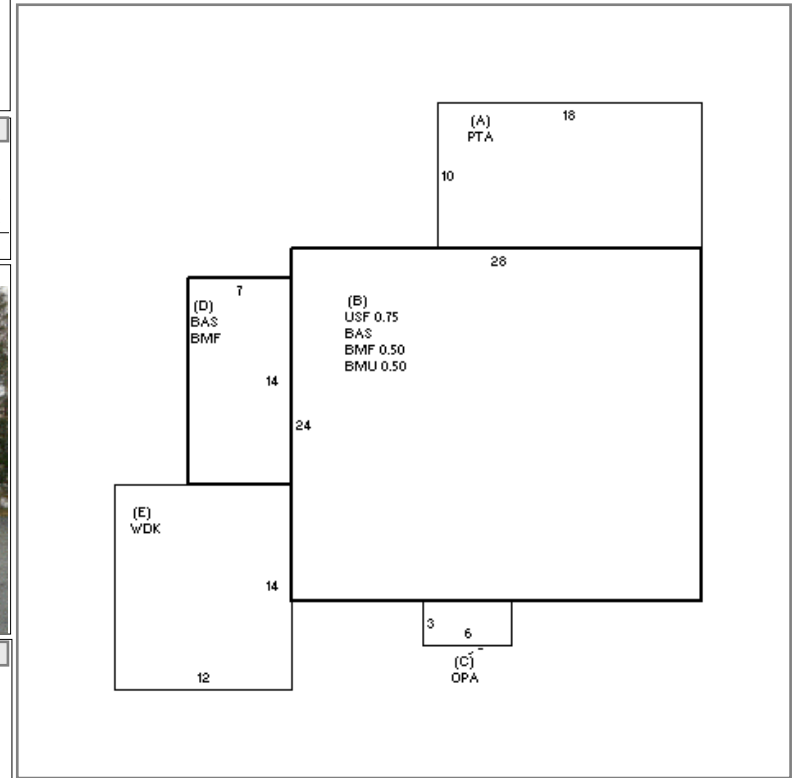 (A)
PTA
18
10
28
7
(D)
BAS
BMF
14
(B)
USF 0.75
BAS
BMF 0.50
BMU 0.50
24
(E)
WDK
14
12
3
6
(C)
OPA